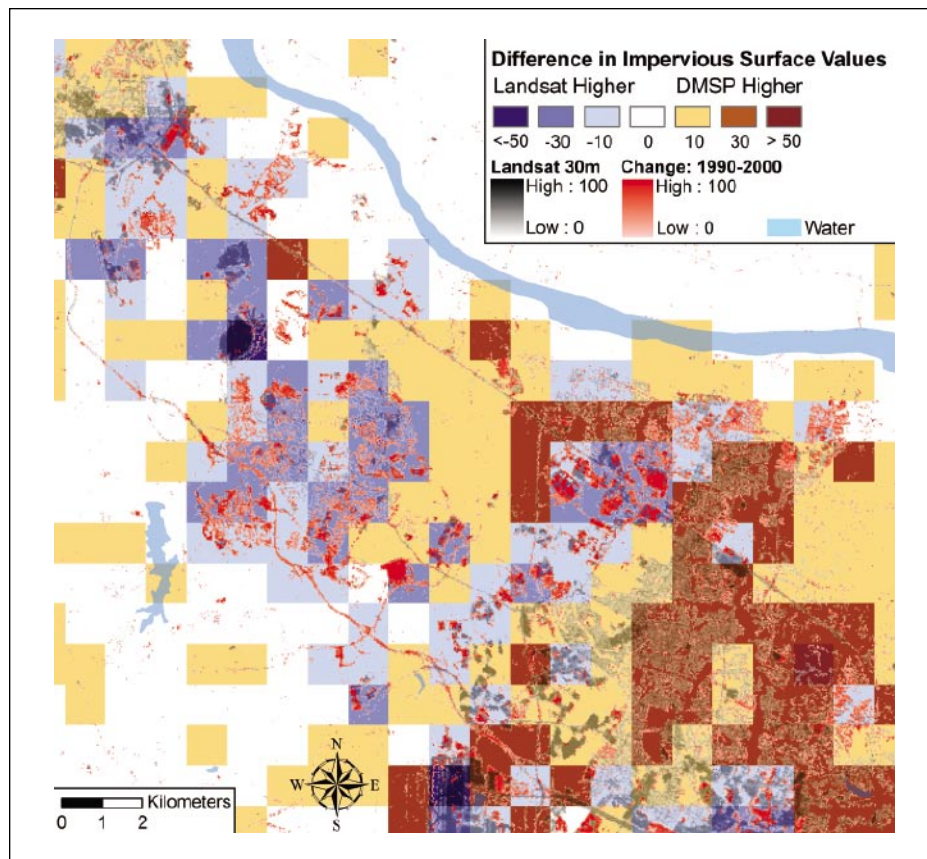 Difference in Impervious Surface Values
Landsat Higher DMSP Higher
<-50 -30 -10 0 10 30 > 50
Landsat 30m Change: 1990-2000
High : 100 High : 100
Low : 0 Low : 0 Water
N
W E
S
Kilometers
0 1 2